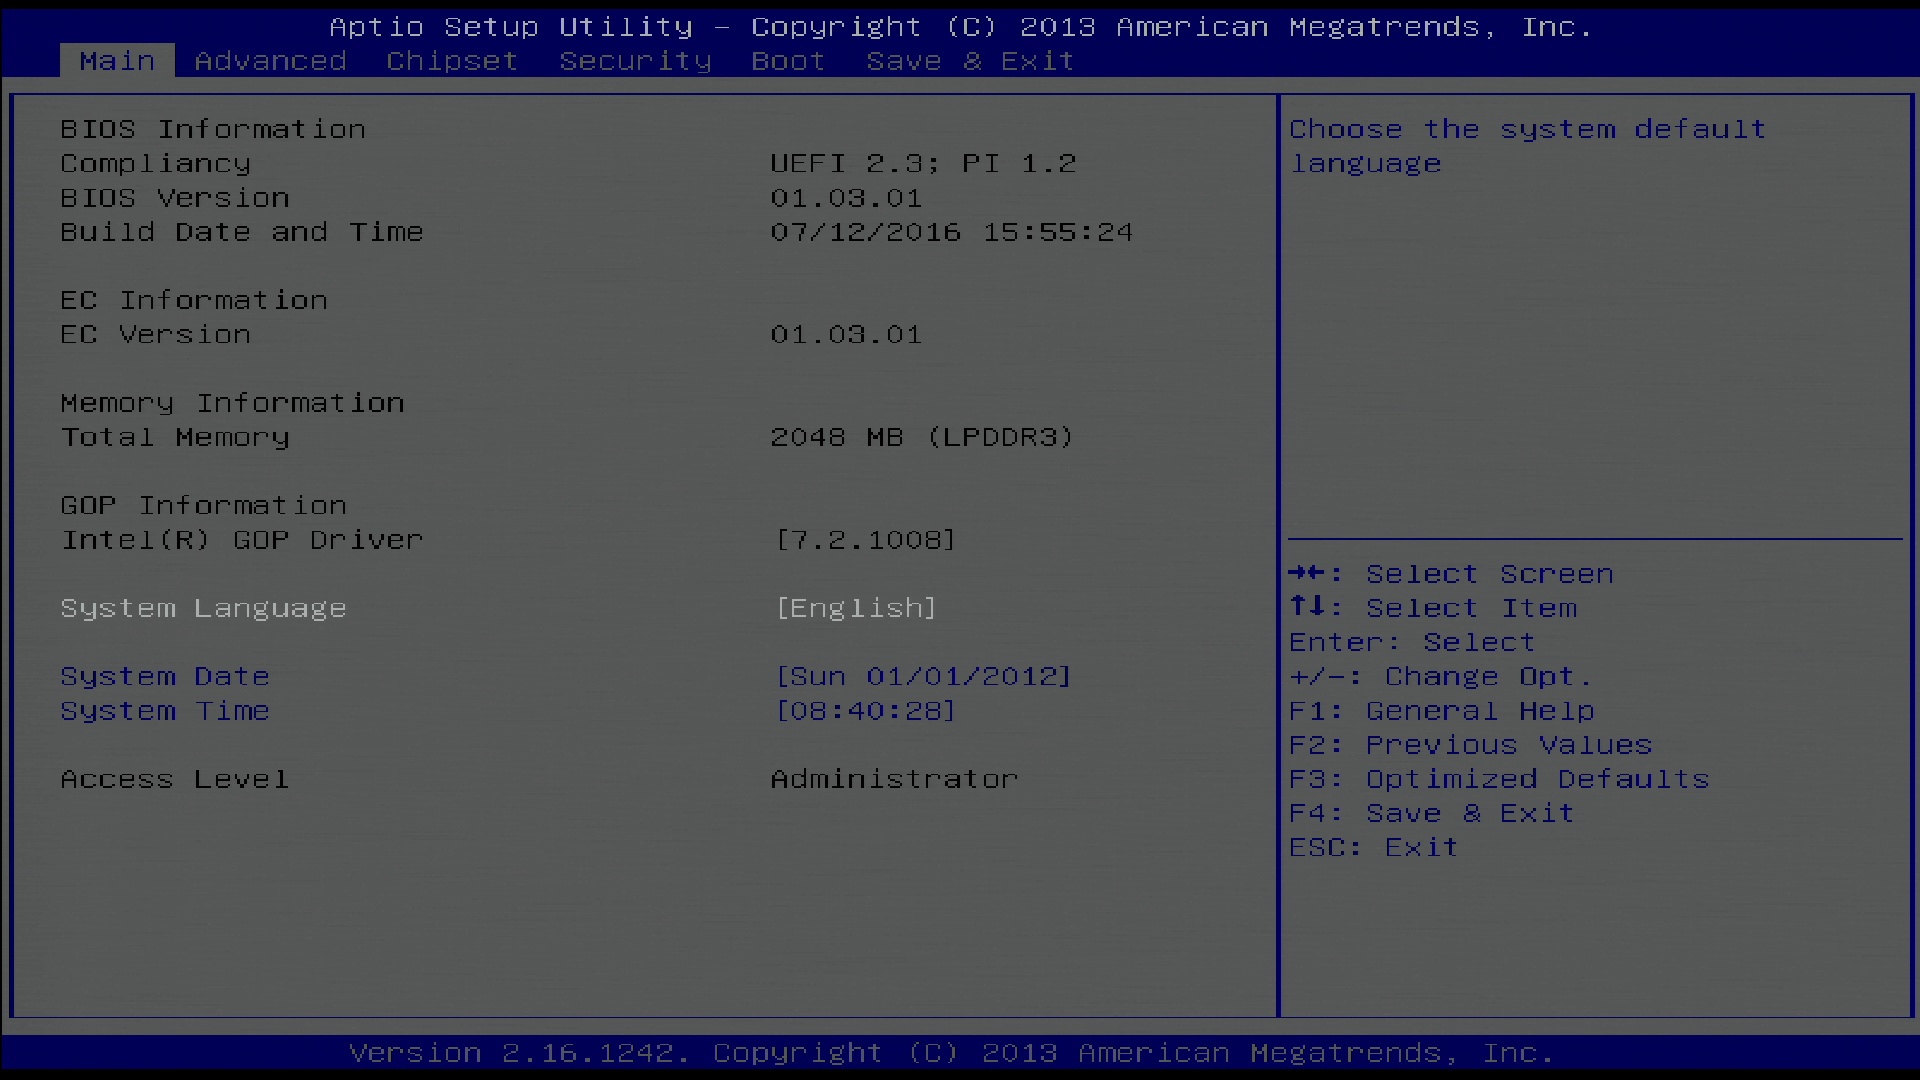 Aptio Setup Utility - Copyright (C) 2013 American Megatrends, Inc.
Main Advanced Chipset Security Boot Save & Exit
BIOS Information
Compliancy UEFI 2.3; PI 1.2
BIOS Version 01.03.01
Build Date and Time 07/12/2016 15:55:24
EC Information
EC Version 01.03.01
Memory Information
Total Memory 2048 MB (LPDDR3)
GOP Information
Intel(R) GOP Driver [7.2.1008]
System Language [English]
System Date [Sun 01/01/2012]
System Time [08:40:28]
Access Level Administrator
Choose the system default
language
→←: Select Screen
↑↓: Select Item
Enter: Select
+/-: Change Opt.
F1: General Help
F2: Previous Values
F3: Optimized Defaults
F4: Save & Exit
ESC: Exit
Version 2.16.1242. Copyright (C) 2013 American Megatrends, Inc.